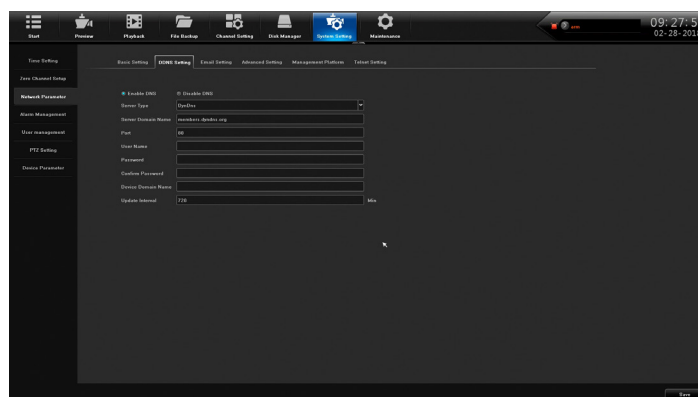 09:27:5
02-28-201
Start Preview Playback File Backup Channel Setting Disk Manager System Setting Maintenance
Time Setting
Zero Channel Setup
Network Parameter
Alarm Management
User management
PTZ Setting
Device Parameter
Basic Setting DDNS Setting Email Setting Advanced Setting Management Platform Telnet Setting
Enable DNS Disable DNS
Server Type DynDns
Server Domain Name members.dyndns.org
Port 80
User Name
Password
Confirm Password
Device Domain Name
Update Interval 720 Min
Save